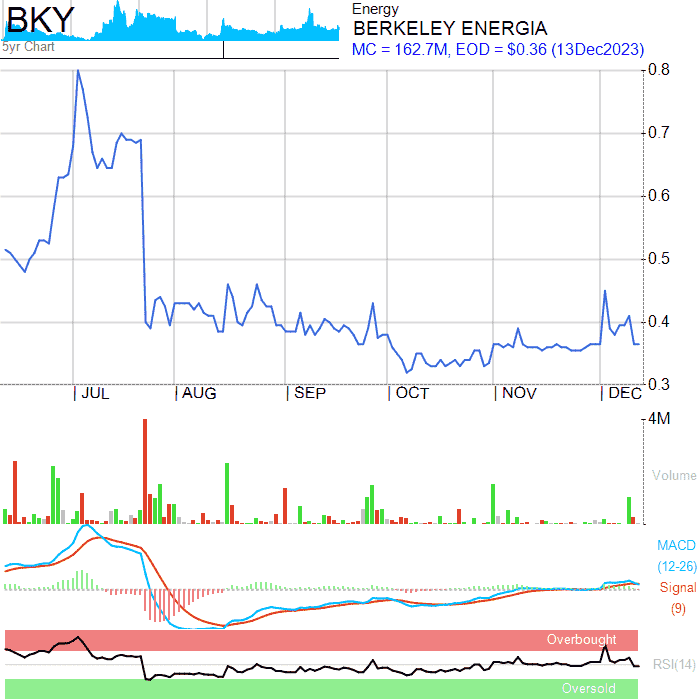 BKY
5yr Chart
Energy
BERKELEY ENERGIA
MC = 162.7M, EOD = $0.36 (13Dec2023)
0.8
0.7
0.6
0.5
0.4
0.3
JUL AUG SEP OCT NOV DEC
4M
Volume
MACD
(12-26)
Signal
(9)
Overbought
RSI(14)
Oversold